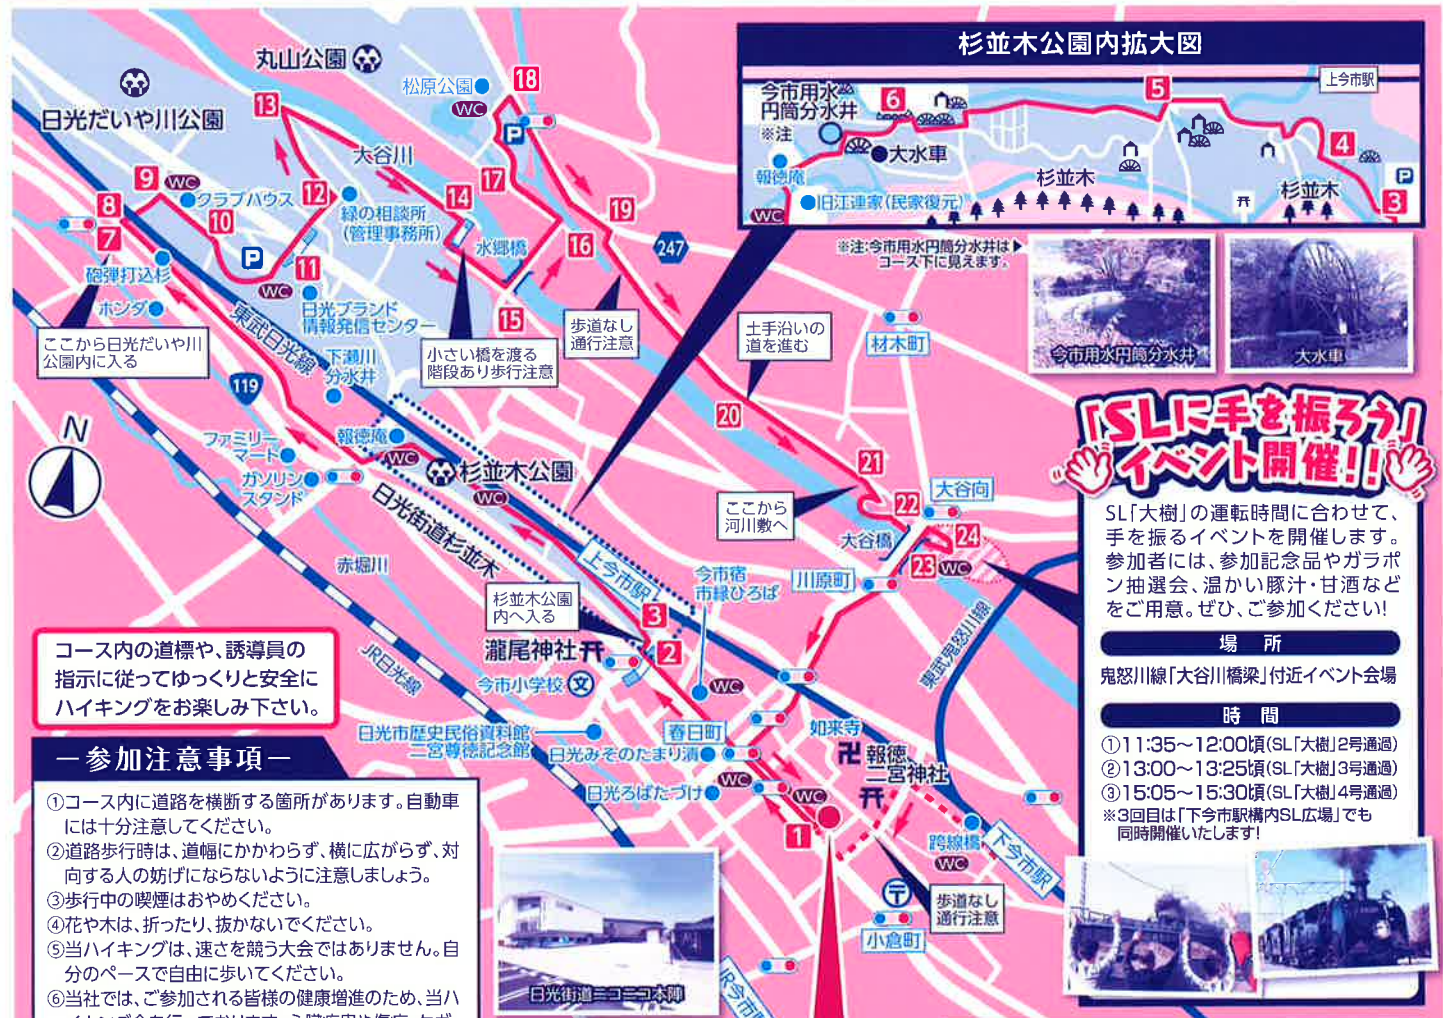 丸山公園
日光だいや川公園
松原公園
WC
18
13
P
大谷川
9
WC
クラブハウス
8
7
10
12
14
17
19
緑の相談所
(管理事務所)
水郷橋
16
247
P
11
WC
15
砲弾打込杉
ホンダ
日光ブランド
情報発信センター
ここから日光だいや川
公園内に入る
東武日光線
119
下瀬川
分水井
小さい橋を渡る
階段あり歩行注意
歩道なし
通行注意
土手沿いの
道を進む
材木町
20
N
ファミリー
マート
ガソリン
スタンド
報徳庵
WC
杉並木公園
WC
日光街道杉並木
21
ここから
河川敷へ
22
大谷向
24
23
WC
大谷橋
川原町
赤堀川
上今市駅
今市宿
市縁ひろば
WC
杉並木公園
内へ入る
3
2
瀧尾神社
今市小学校
文
JR日光線
東武鬼怒川線
日光市歴史民俗資料館
二宮尊徳記念館
春日町
日光みそのたまり漬
WC
日光ろばたづけ
WC
1
如来寺
報徳
二宮神社
跨線橋
WC
下今市駅
歩道なし
通行注意
小倉町
日光街道ニコニコ本陣
杉並木公園内拡大図
上今市駅
今市用水
円筒分水井
※注
6
5
4
3
P
大水車
報徳庵
旧江連家(民家復元)
WC
杉並木
杉並木
※注:今市用水円筒分水井は▶
コース下に見えます。
今市用水円筒分水井
大水車
「SLに手を振ろう」
イベント開催!!
SL「大樹」の運転時間に合わせて、
手を振るイベントを開催します。
参加者には、参加記念品やガラポ
ン抽選会、温かい豚汁・甘酒など
をご用意。ぜひ、ご参加ください!
場所
鬼怒川線「大谷川橋梁」付近イベント会場
時間
①11:35〜12:00頃(SL「大樹」2号通過)
②13:00〜13:25頃(SL「大樹」3号通過)
③15:05〜15:30頃(SL「大樹」4号通過)
※3回目は「下今市駅構内SL広場」でも
同時開催いたします!
コース内の道標や、誘導員の
指示に従ってゆっくりと安全に
ハイキングをお楽しみ下さい。
ー参加注意事項ー
①コース内に道路を横断する箇所があります。自動車
には十分注意してください。
②道路歩行時は、道幅にかかわらず、横に広がらず、対
向する人の妨げにならないように注意しましょう。
③歩行中の喫煙はおやめください。
④花や木は、折ったり、抜かないでください。
⑤当ハイキングは、速さを競う大会ではありません。自
分のペースで自由に歩いてください。
⑥当社では、ご参加される皆様の健康増進のため、当ハ